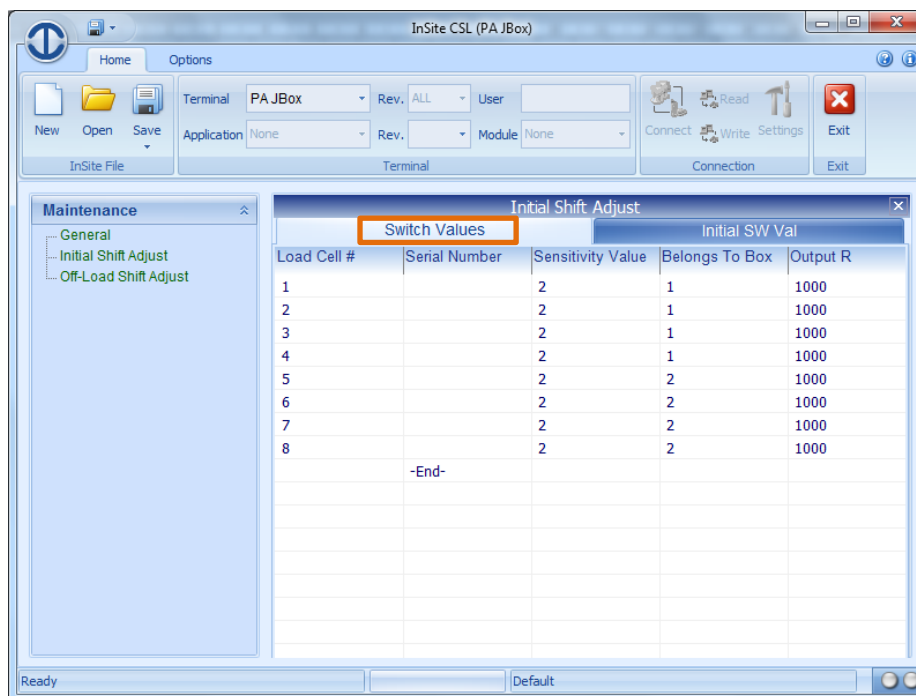 InSite CSL (PA JBox)
Home Options
Terminal PA JBox Rev. ALL User
New Open Save Application None Rev. Module None Connect Read Write Settings Exit
InSite File Terminal Connection Exit
Maintenance
General
Initial Shift Adjust
Off-Load Shift Adjust
Initial Shift Adjust
Switch Values Initial SW Val
Load Cell # Serial Number Sensitivity Value Belongs To Box Output R
1 2 1 1000
2 2 1 1000
3 2 1 1000
4 2 1 1000
5 2 2 1000
6 2 2 1000
7 2 2 1000
8 2 2 1000
-End-
Ready Default